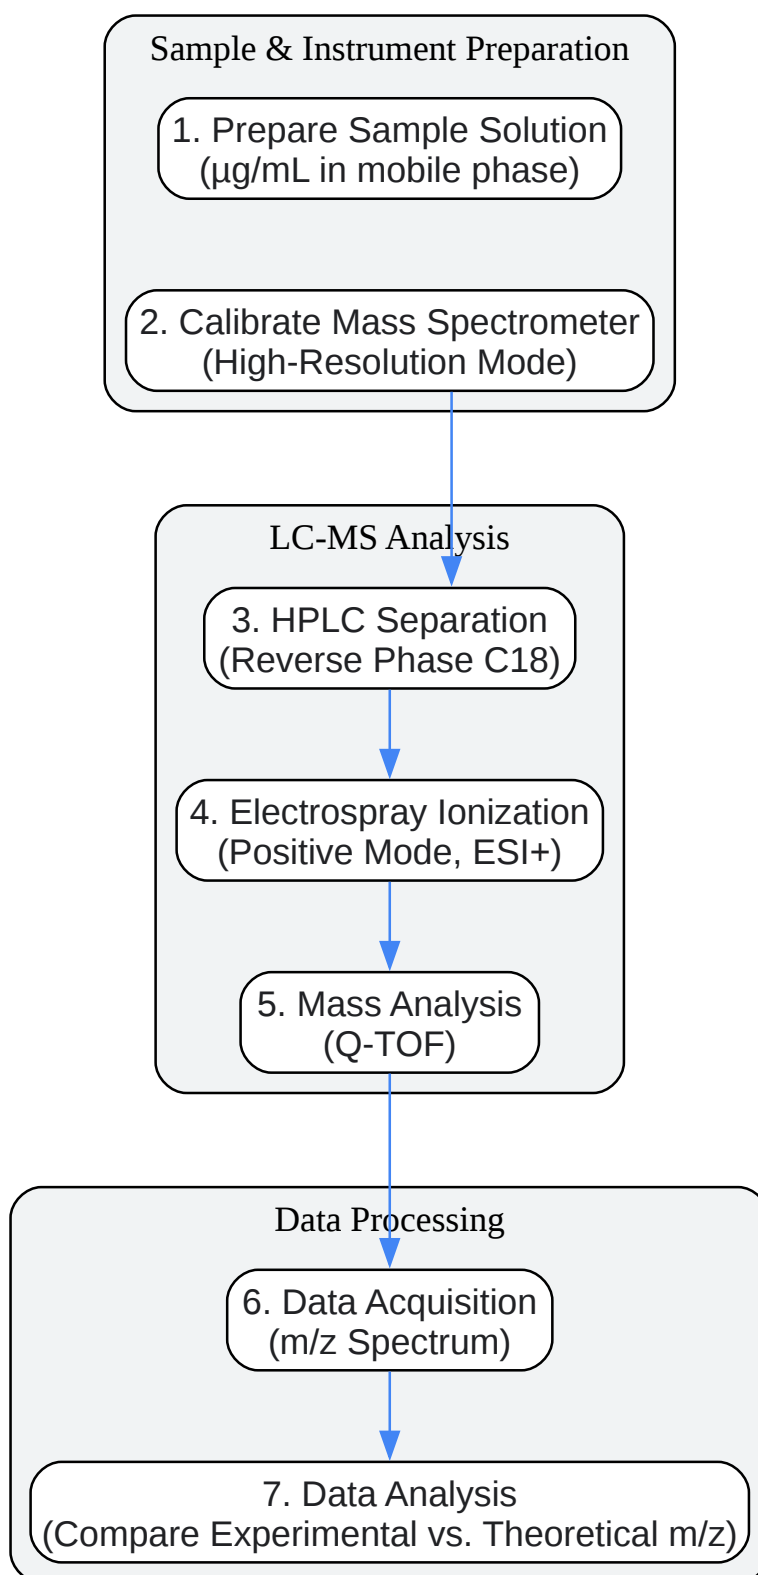 Sample & Instrument Preparation
1. Prepare Sample Solution
(µg/mL in mobile phase)
2. Calibrate Mass Spectrometer
(High-Resolution Mode)
LC-MS Analysis
3. HPLC Separation
(Reverse Phase C18)
4. Electrospray Ionization
(Positive Mode, ESI+)
5. Mass Analysis
(Q-TOF)
Data Processing
6. Data Acquisition
(m/z Spectrum)
7. Data Analysis
(Compare Experimental vs. Theoretical m/z)